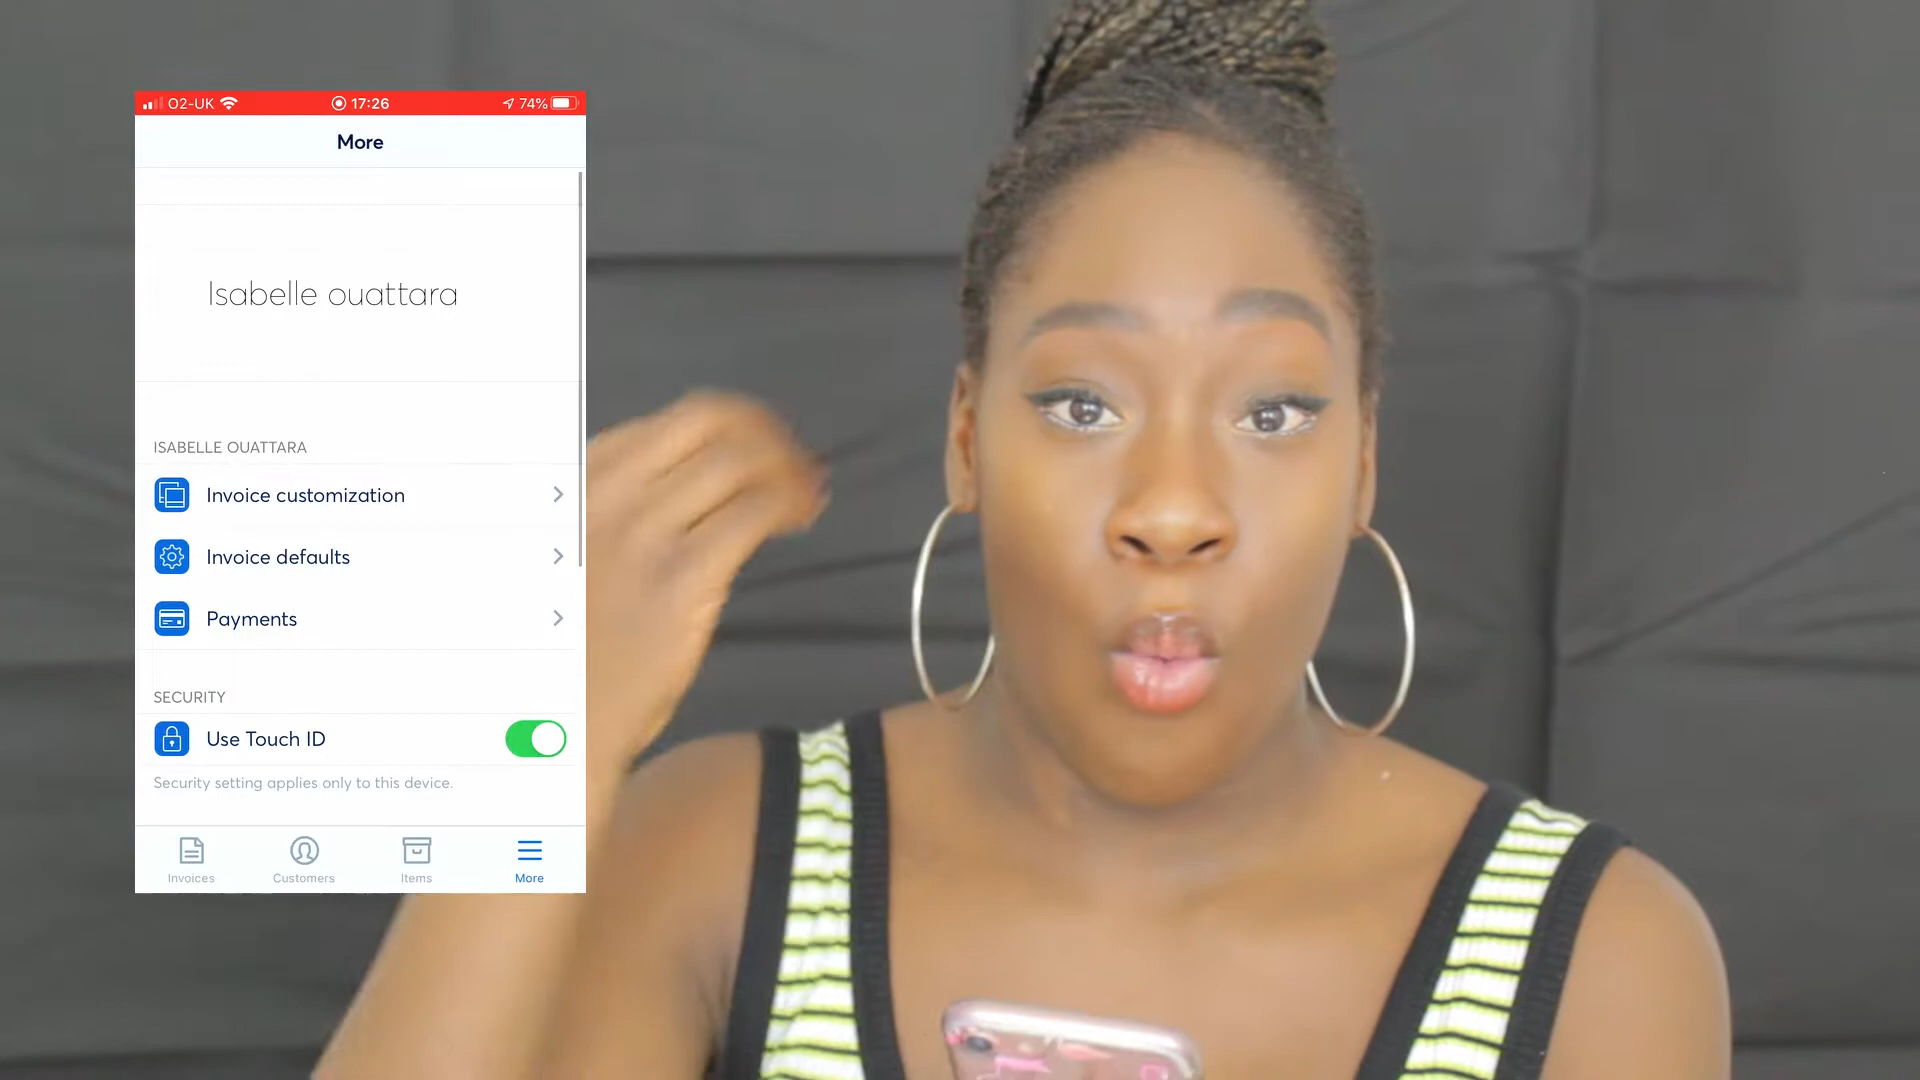 O2-UK 17:26 74%
More
Isabelle ouattara
ISABELLE OUATTARA
Invoice customization
Invoice defaults
Payments
SECURITY
Use Touch ID
Security setting applies only to this device.
Invoices Customers Items More